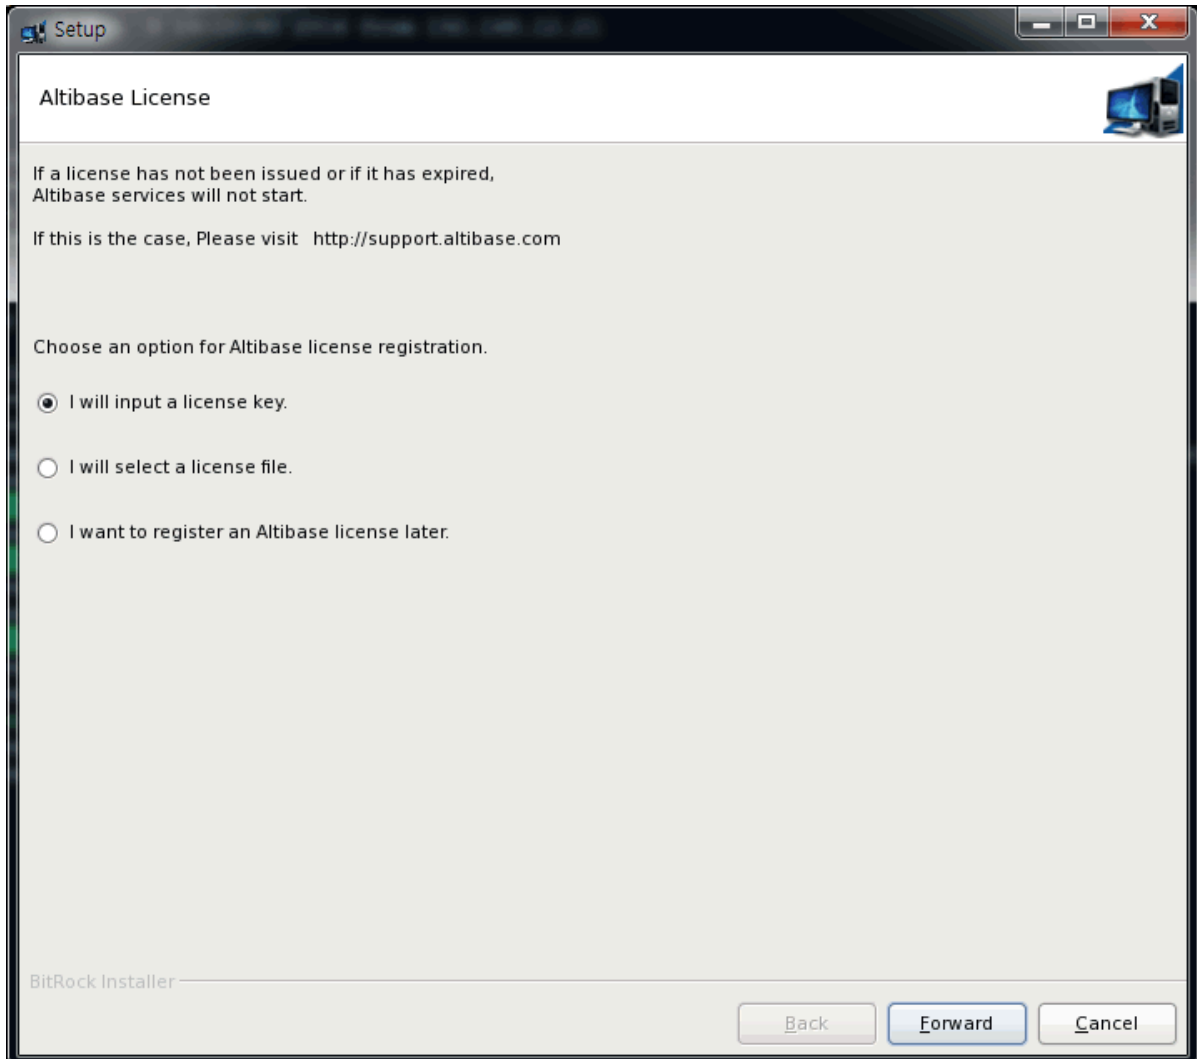 Setup
Altibase License
If a license has not been issued or if it has expired,
Altibase services will not start.
If this is the case, Please visit http://support.altibase.com
Choose an option for Altibase license registration.
I will input a license key.
I will select a license file.
I want to register an Altibase license later.
BitRock Installer
Back Forward Cancel